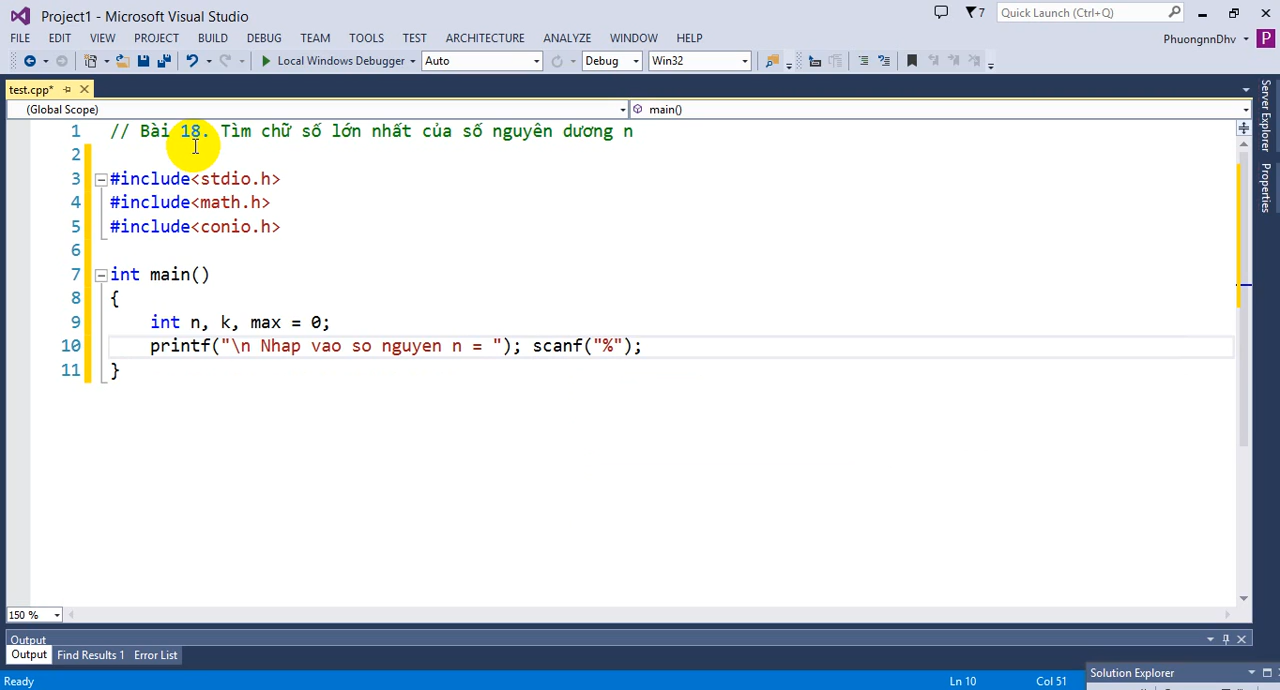 Project1 - Microsoft Visual Studio
7
Quick Launch (Ctrl+Q)
FILE EDIT VIEW PROJECT BUILD DEBUG TEAM TOOLS TEST ARCHITECTURE ANALYZE WINDOW HELP
PhuongnnDhv
P
Local Windows Debugger
Auto
Debug
Win32
test.cpp*
(Global Scope)
main()
1 // Bài 18. Tìm chữ số lớn nhất của số nguyên dương n
2
3 #include<stdio.h>
4 #include<math.h>
5 #include<conio.h>
6
7 int main()
8 {
9 int n, k, max = 0;
10 printf("\n Nhap vao so nguyen n = "); scanf("%");
11 }
Server Explorer
Properties
150 %
Output
Output Find Results 1 Error List
Solution Explorer
Ready
Ln 10
Col 51